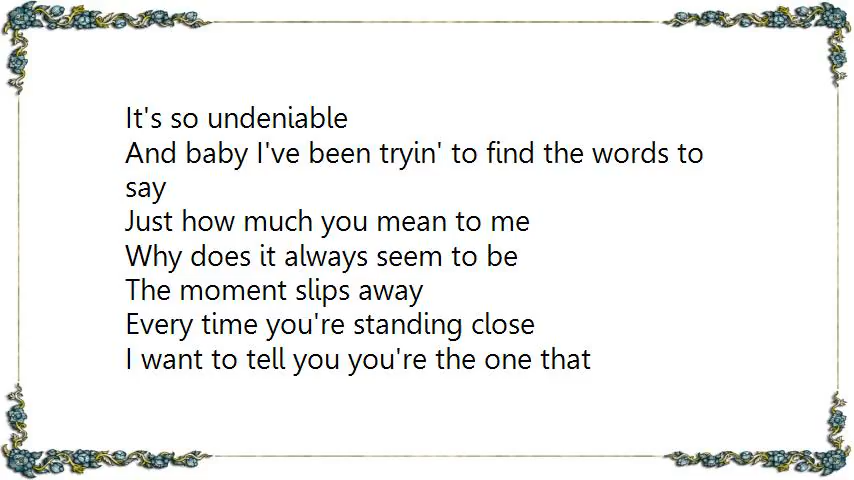 It's so undeniable
And baby I've been tryin' to find the words to
say
Just how much you mean to me
Why does it always seem to be
The moment slips away
Every time you're standing close
I want to tell you you're the one that